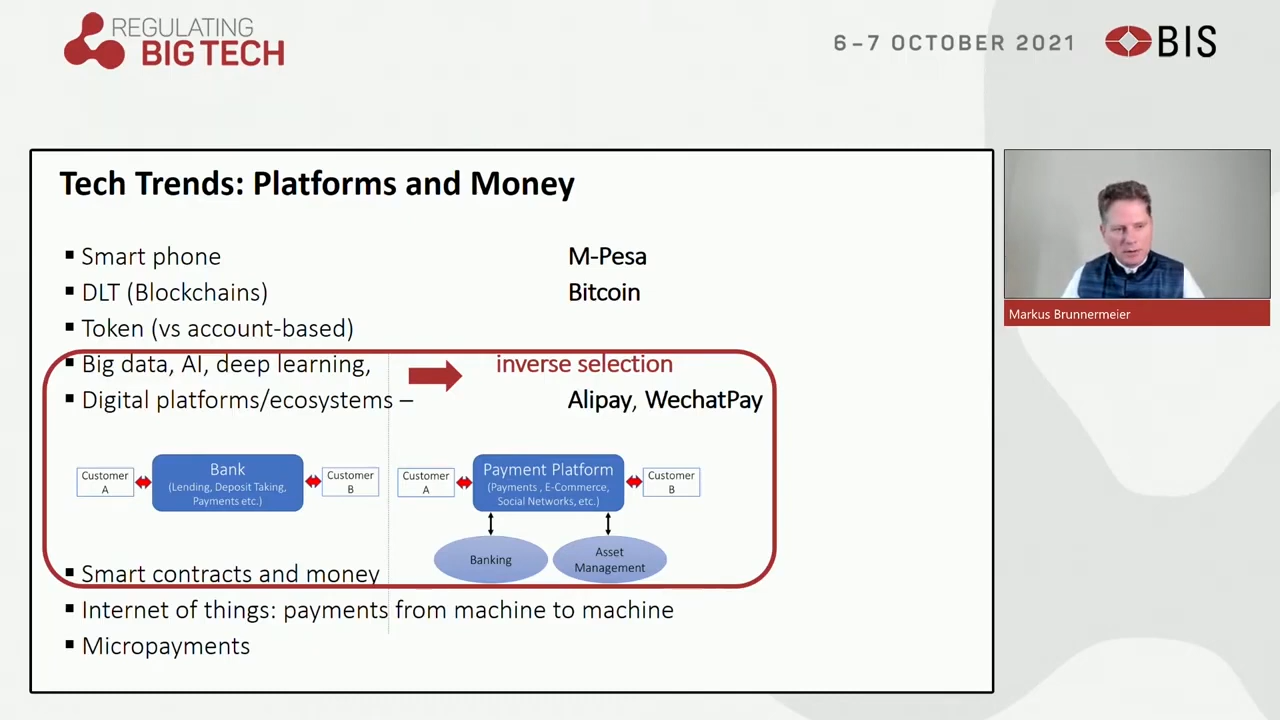 REGULATING
BIG TECH
6–7 OCTOBER 2021
BIS
Tech Trends: Platforms and Money
Smart phone M-Pesa
DLT (Blockchains) Bitcoin
Token (vs account-based)
Big data, AI, deep learning, inverse selection
Digital platforms/ecosystems – Alipay, WechatPay
Customer
A
Bank
(Lending, Deposit Taking,
Payments etc.)
Customer
B
Customer
A
Payment Platform
(Payments , E-Commerce,
Social Networks, etc.)
Customer
B
Banking
Asset
Management
Smart contracts and money
Internet of things: payments from machine to machine
Micropayments
Markus Brunnermeier